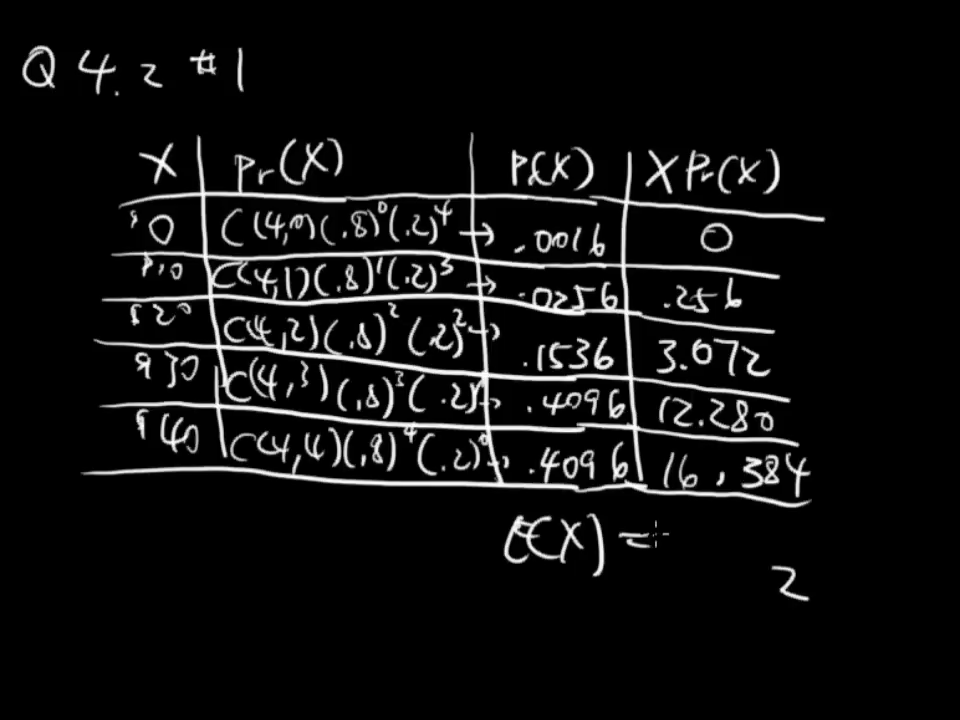 Q 4.2 #1
X Pr(X) P(X) X Pr(X)
$0 C(4,0)(.8)^0(.2)^4 → .0016 0
$10 C(4,1)(.8)^1(.2)^3 → .0256 .256
$20 C(4,2)(.8)^2(.2)^2 → .1536 3.072
$30 C(4,3)(.8)^3(.2)^1 → .4096 12.280
$40 C(4,4)(.8)^4(.2)^0 → .4096 16.384
E(X) =
2